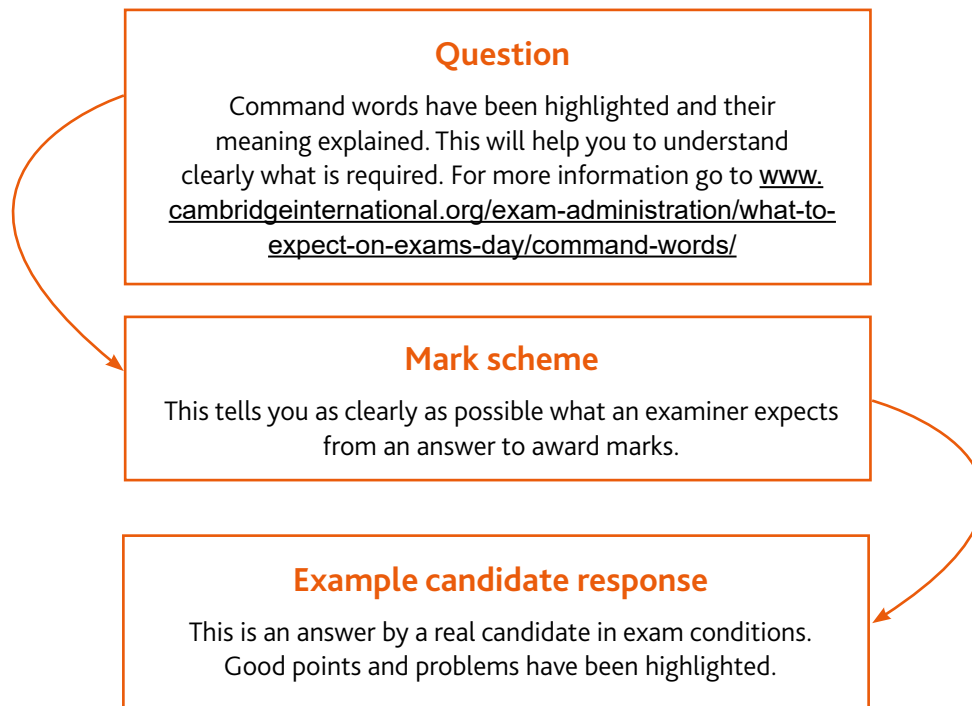 Question
Command words have been highlighted and their
meaning explained. This will help you to understand
clearly what is required. For more information go to www.
cambridgeinternational.org/exam-administration/what-to-
expect-on-exams-day/command-words/
Mark scheme
This tells you as clearly as possible what an examiner expects
from an answer to award marks.
Example candidate response
This is an answer by a real candidate in exam conditions.
Good points and problems have been highlighted.